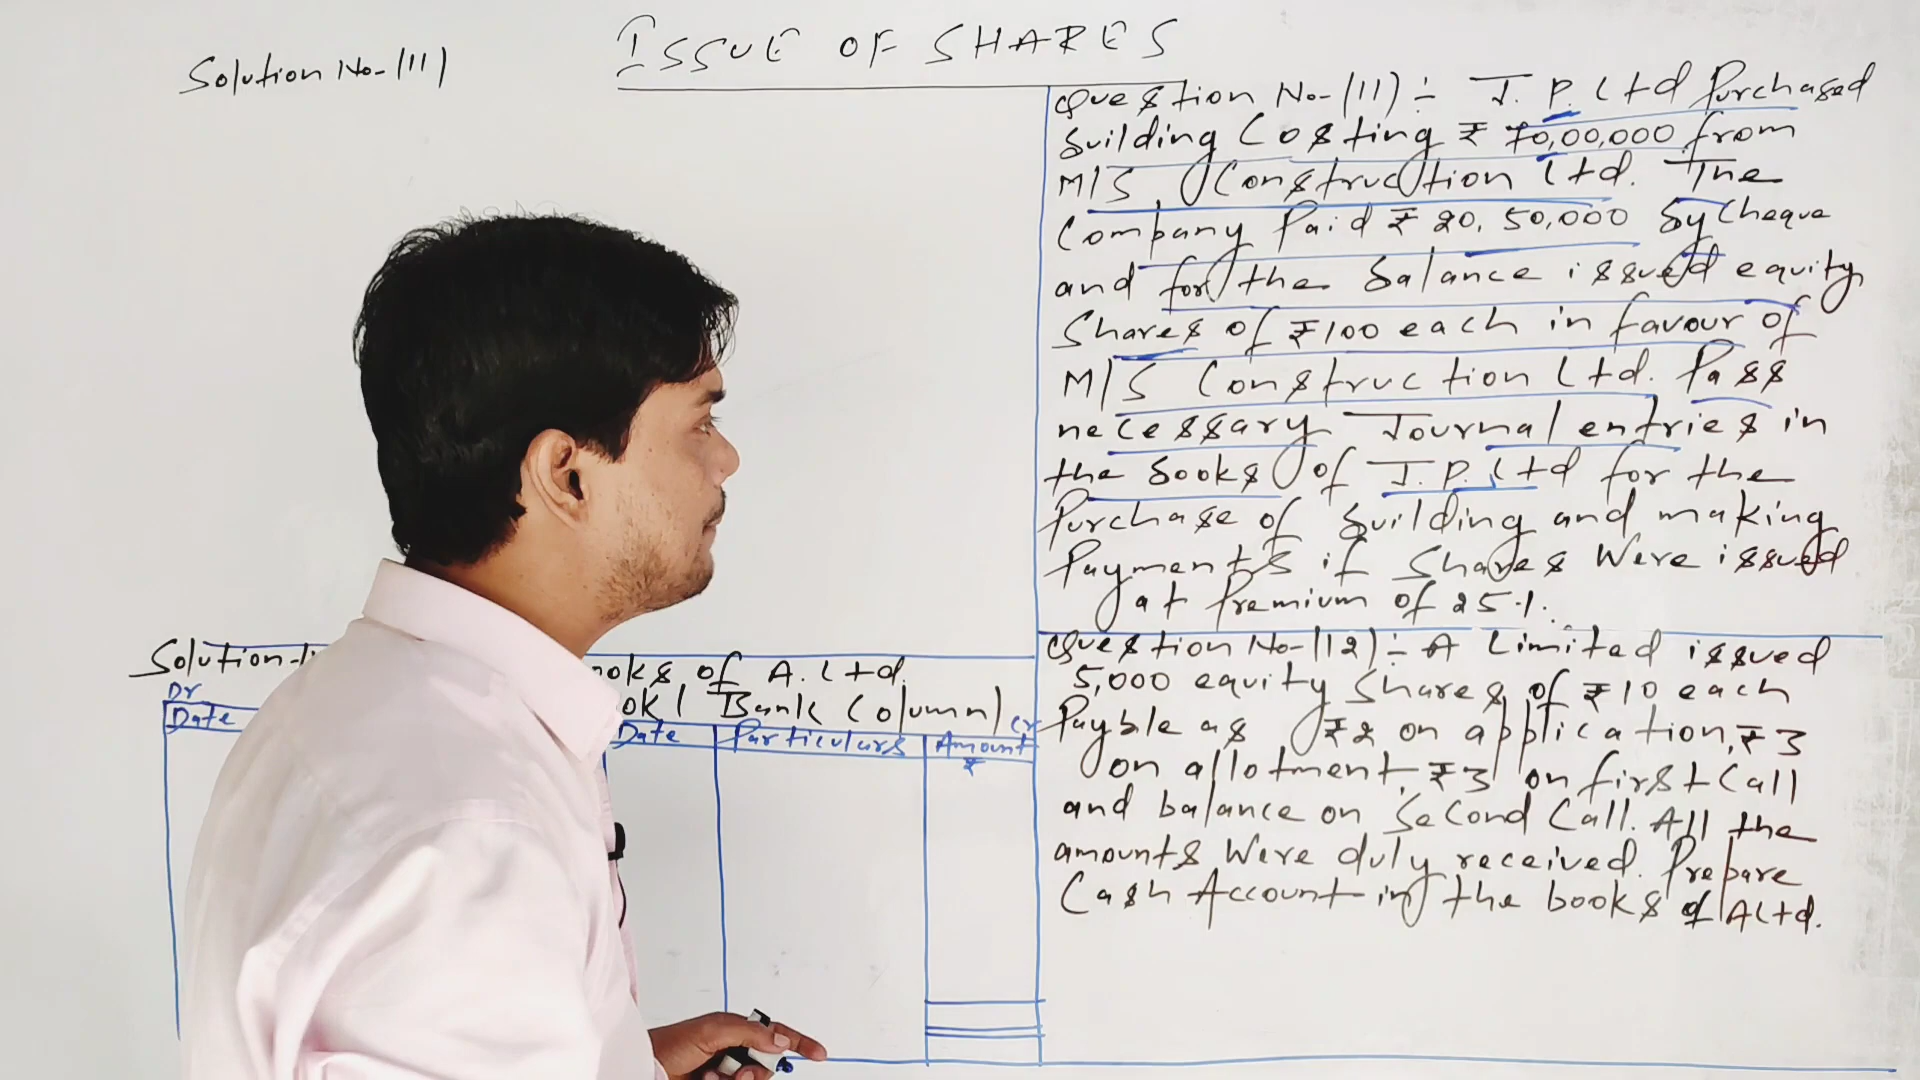 ISSUE OF SHARES
Solution No-(11)
Question No-(11):- J.P. Ltd Purchased
building Costing ₹ 70,00,000 from
M/S Construction Ltd. The
Company Paid ₹ 20,50,000 by Cheque
and for the balance issued equity
Shares of ₹100 each in favour of
M/S Construction Ltd. Pass
necessary Journal entries in
the books of J.P. Ltd for the
Purchase of building and making
Payments if Shares Were issued
at Premium of 25%.
Solution-
ooks of A. Ltd.
ook (Bank Column)
Dr
Cr
Date
Date Particulars Amount
₹
Question No-(12):- A Limited issued
5,000 equity shares of ₹10 each
Payble as ₹2 on application, ₹3
on allotment, ₹3 on first Call
and balance on Second Call. All the
amounts Were duly received. Prepare
Cash Account in the books of A Ltd.